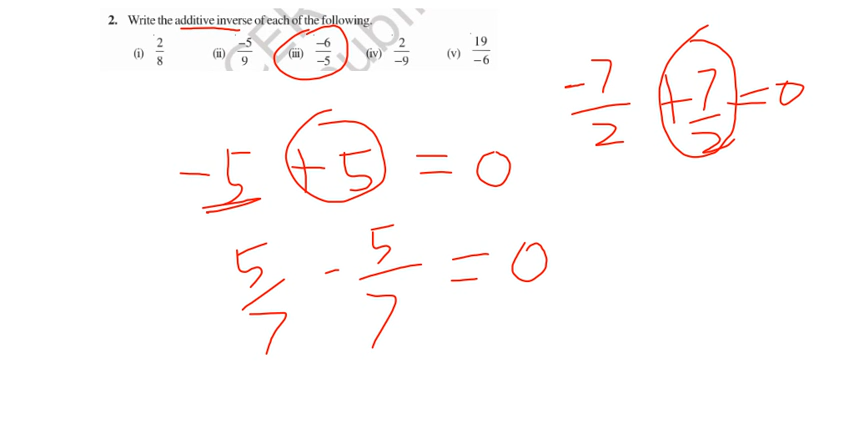 2. Write the additive inverse of each of the following.
(i) 2/8 (ii) -5/9 (iii) -6/-5 (iv) 2/-9 (v) 19/-6
-7/2 +7/2 = 0
-5 +5 = 0
5/7 - 5/7 = 0